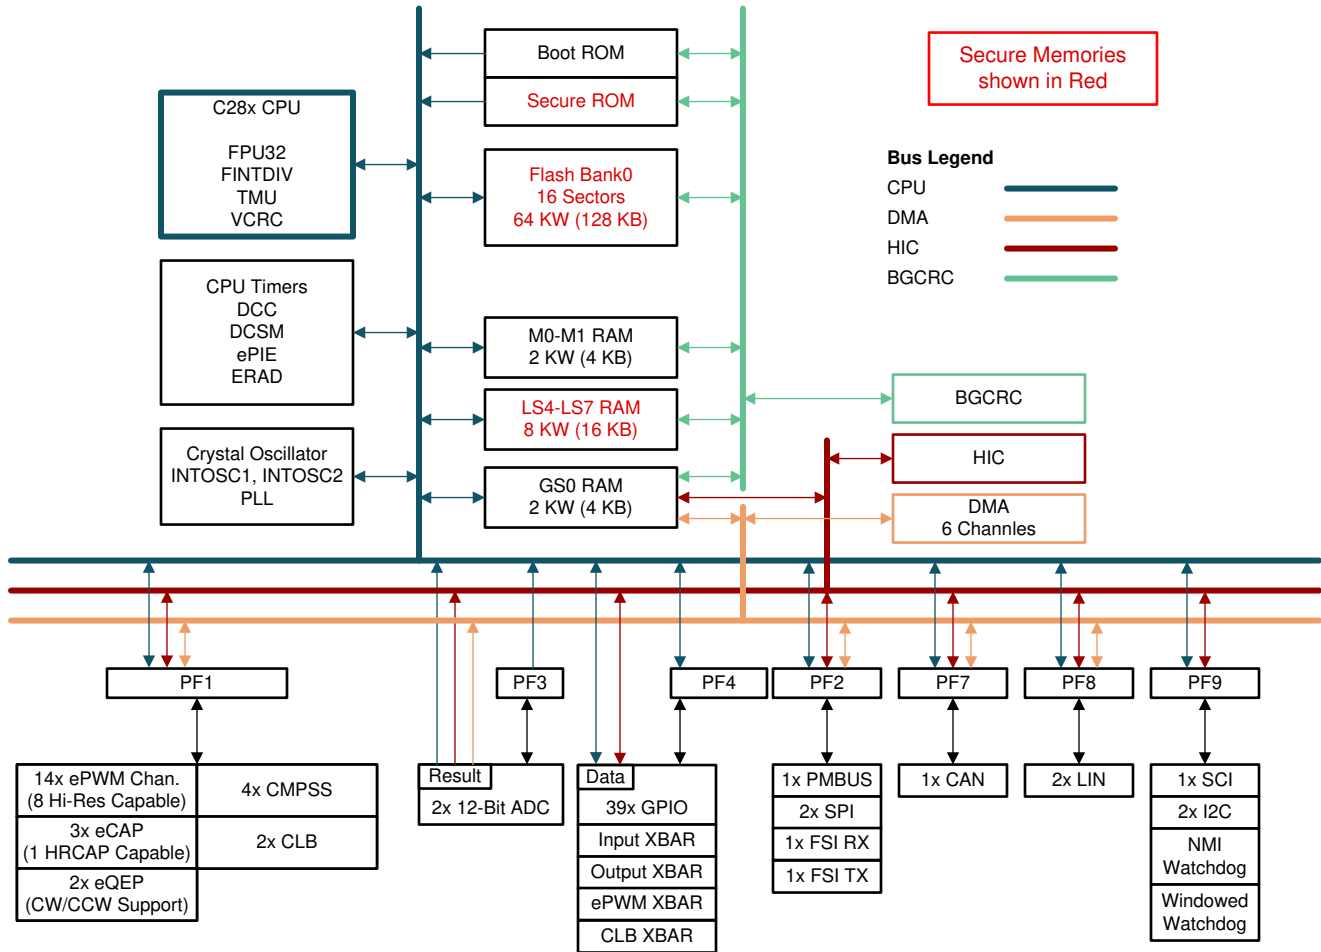 Boot ROM
Secure ROM
Secure Memories
shown in Red
C28x CPU
FPU32
FINTDIV
TMU
VCRC
Flash Bank0
16 Sectors
64 KW (128 KB)
Bus Legend
CPU
DMA
HIC
BGCRC
CPU Timers
DCC
DCSM
ePIE
ERAD
M0-M1 RAM
2 KW (4 KB)
LS4-LS7 RAM
8 KW (16 KB)
BGCRC
Crystal Oscillator
INTOSC1, INTOSC2
PLL
GS0 RAM
2 KW (4 KB)
HIC
DMA
6 Channles
PF1
PF3
PF4
PF2
PF7
PF8
PF9
14x ePWM Chan.
(8 Hi-Res Capable)
4x CMPSS
3x eCAP
(1 HRCAP Capable)
2x CLB
2x eQEP
(CW/CCW Support)
Result
2x 12-Bit ADC
Data
39x GPIO
Input XBAR
Output XBAR
ePWM XBAR
CLB XBAR
1x PMBUS
2x SPI
1x FSI RX
1x FSI TX
1x CAN
2x LIN
1x SCI
2x I2C
NMI
Watchdog
Windowed
Watchdog